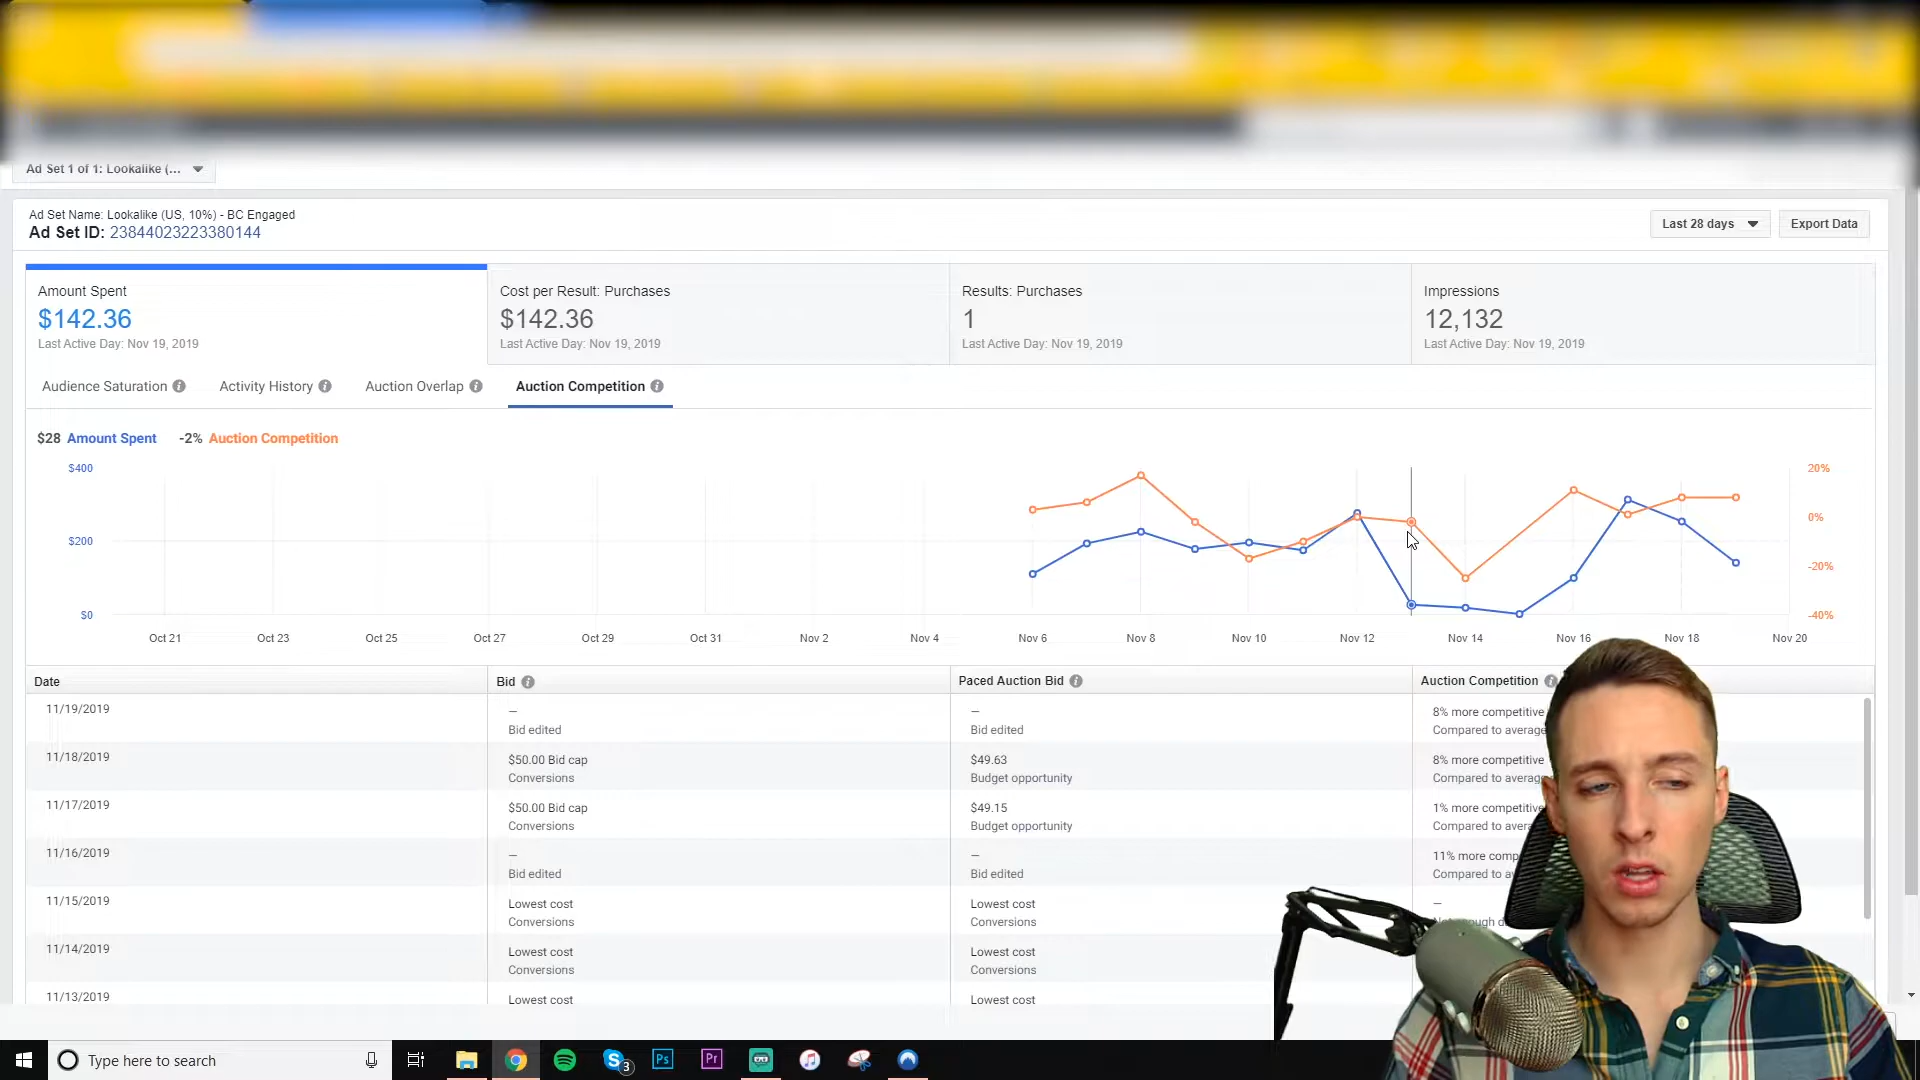 Ad Set 1 of 1: Lookalike (...
Ad Set Name: Lookalike (US, 10%) - BC Engaged
Ad Set ID: 23844023223380144
Last 28 days
Export Data
Amount Spent
$142.36
Last Active Day: Nov 19, 2019
Cost per Result: Purchases
$142.36
Last Active Day: Nov 19, 2019
Results: Purchases
1
Last Active Day: Nov 19, 2019
Impressions
12,132
Last Active Day: Nov 19, 2019
Audience Saturation
Activity History
Auction Overlap
Auction Competition
$28 Amount Spent -2% Auction Competition
$400
$200
$0
20%
0%
-20%
-40%
Oct 21 Oct 23 Oct 25 Oct 27 Oct 29 Oct 31 Nov 2 Nov 4 Nov 6 Nov 8 Nov 10 Nov 12 Nov 14 Nov 16 Nov 18 Nov 20
Date Bid Paced Auction Bid Auction Competition
11/19/2019 — — 8% more competitive
Bid edited Bid edited Compared to average
11/18/2019 $50.00 Bid cap $49.63 8% more competitive
Conversions Budget opportunity Compared to average
11/17/2019 $50.00 Bid cap $49.15 1% more competitive
Conversions Budget opportunity Compared to
11/16/2019 — — 11% more
Bid edited Bid edited Compared to
11/15/2019 Lowest cost Lowest cost —
Conversions Conversions
11/14/2019 Lowest cost Lowest cost
Conversions Conversions
11/13/2019 Lowest cost Lowest cost
Type here to search
S 3
Ps
Pr